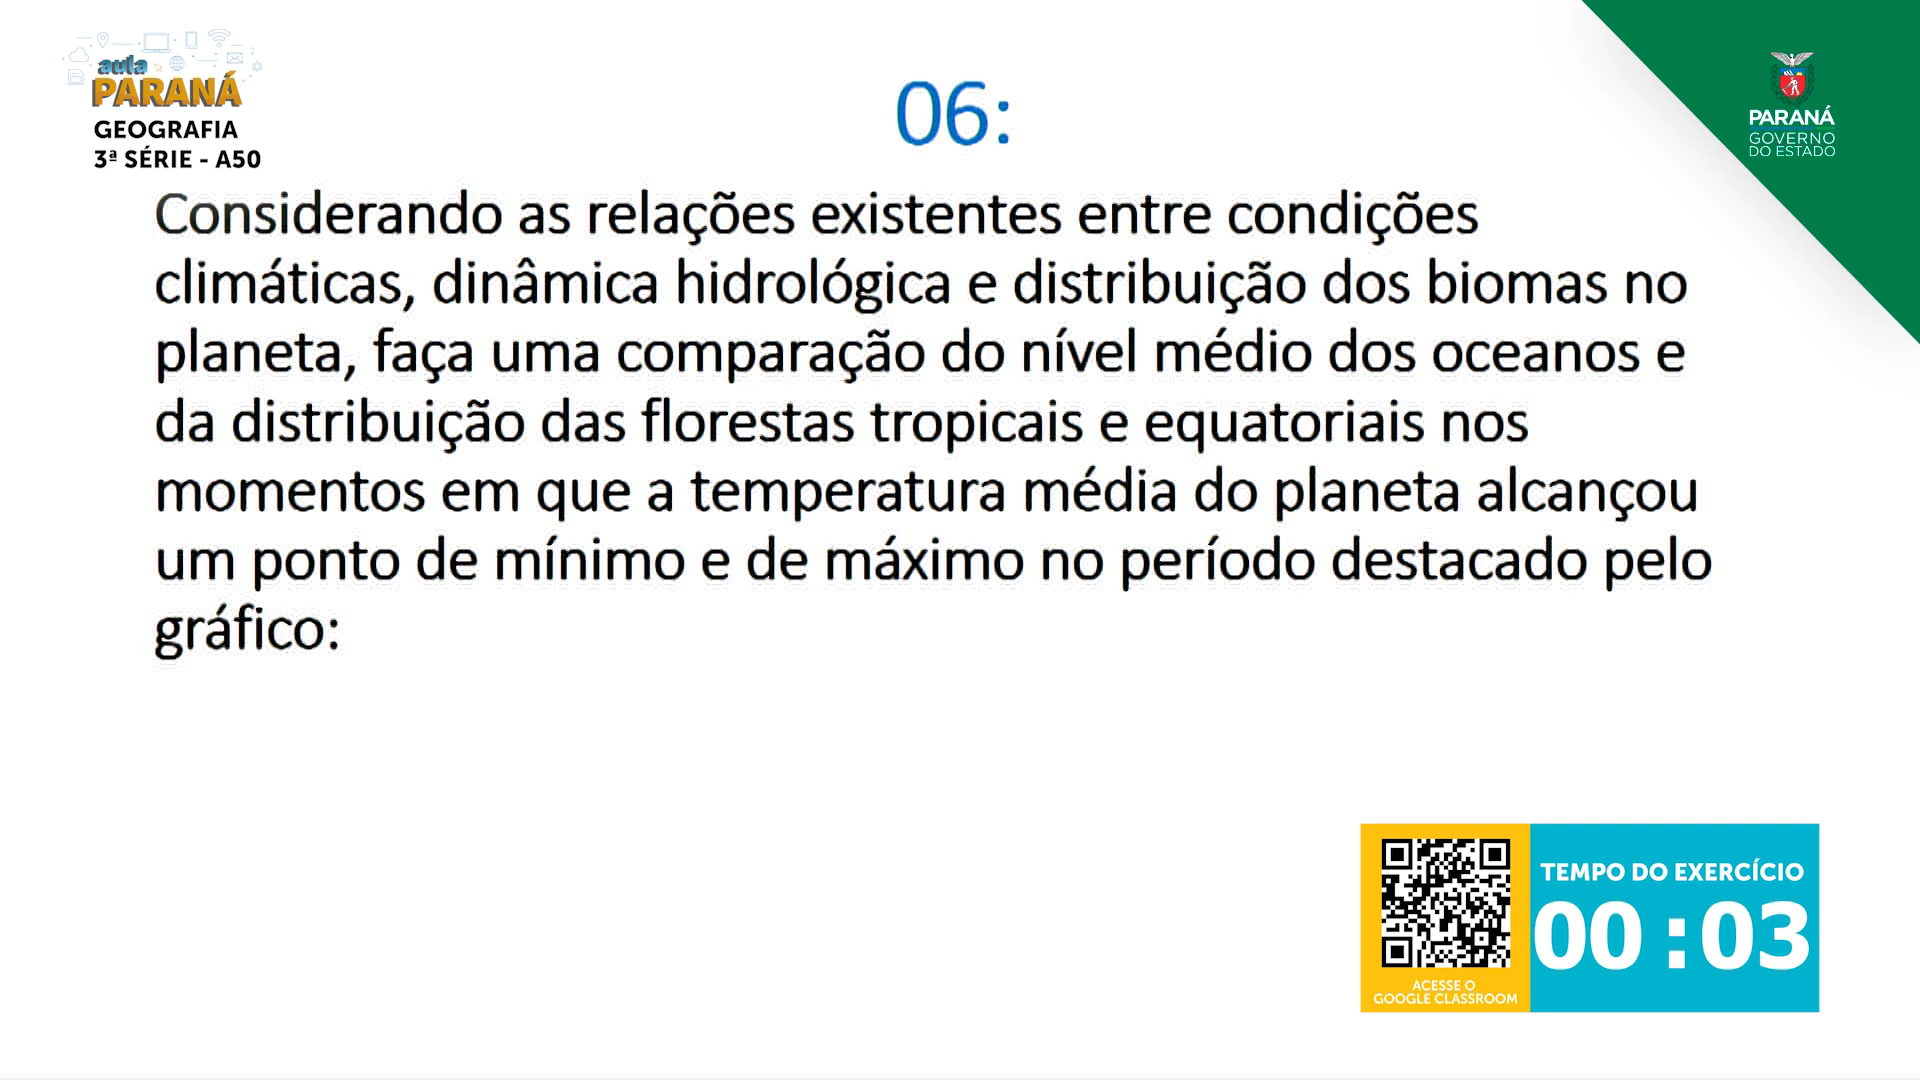 aula
PARANÁ
GEOGRAFIA
3ª SÉRIE - A50
PARANÁ
GOVERNO
DO ESTADO
06:
Considerando as relações existentes entre condições
climáticas, dinâmica hidrológica e distribuição dos biomas no
planeta, faça uma comparação do nível médio dos oceanos e
da distribuição das florestas tropicais e equatoriais nos
momentos em que a temperatura média do planeta alcançou
um ponto de mínimo e de máximo no período destacado pelo
gráfico:
TEMPO DO EXERCÍCIO
00:03
ACESSE O
GOOGLE CLASSROOM